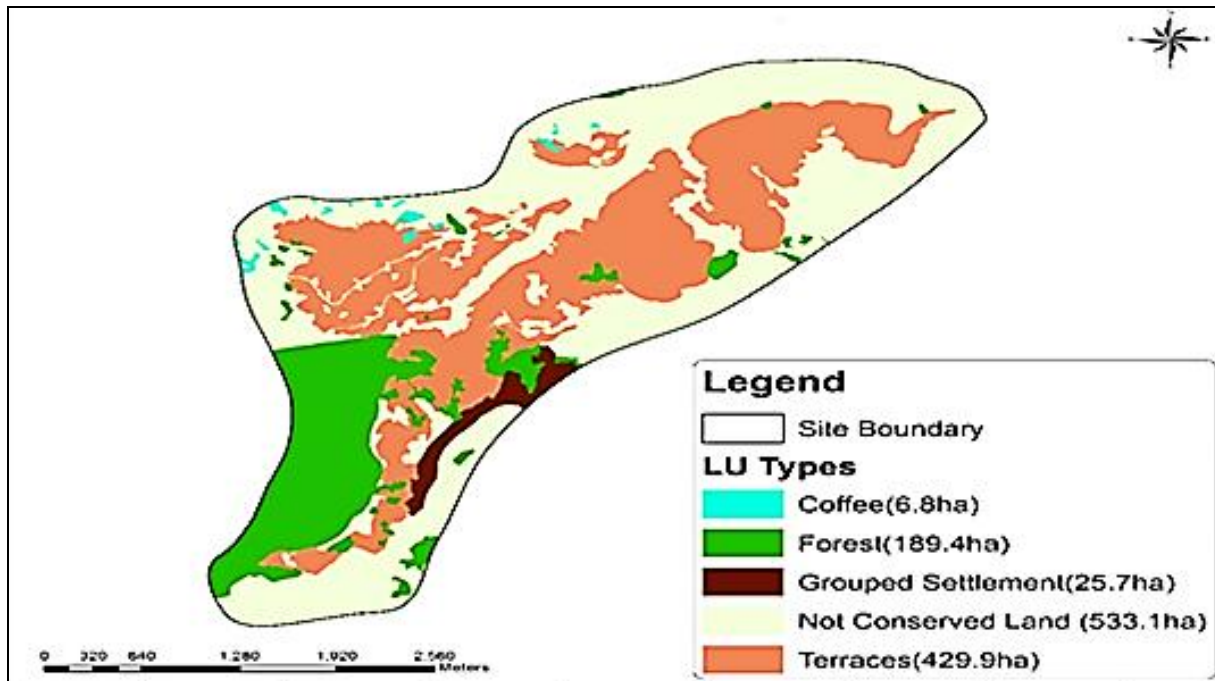 Legend
Site Boundary
LU Types
Coffee(6.8ha)
Forest(189.4ha)
Grouped Settlement(25.7ha)
Not Conserved Land (533.1ha)
Terraces(429.9ha)
0 320 640 1.280 1.920 2.560
Meters